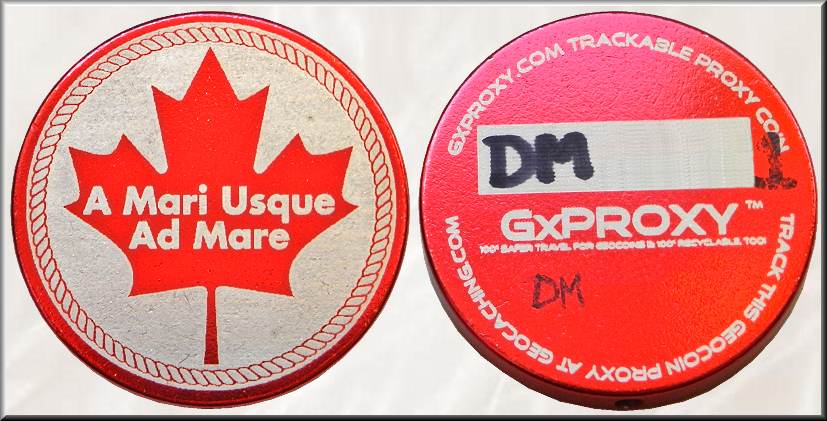 A Mari Usque
Ad Mare
GXPROXY.COM TRACKABLE PROXY COIN
DM
1
GxPROXY™
100% SAFER TRAVEL FOR GEOCOINS & 100% RECYCLABLE, TOO!
DM
TRACK THIS GEOCOIN PROXY AT GEOCACHING.COM